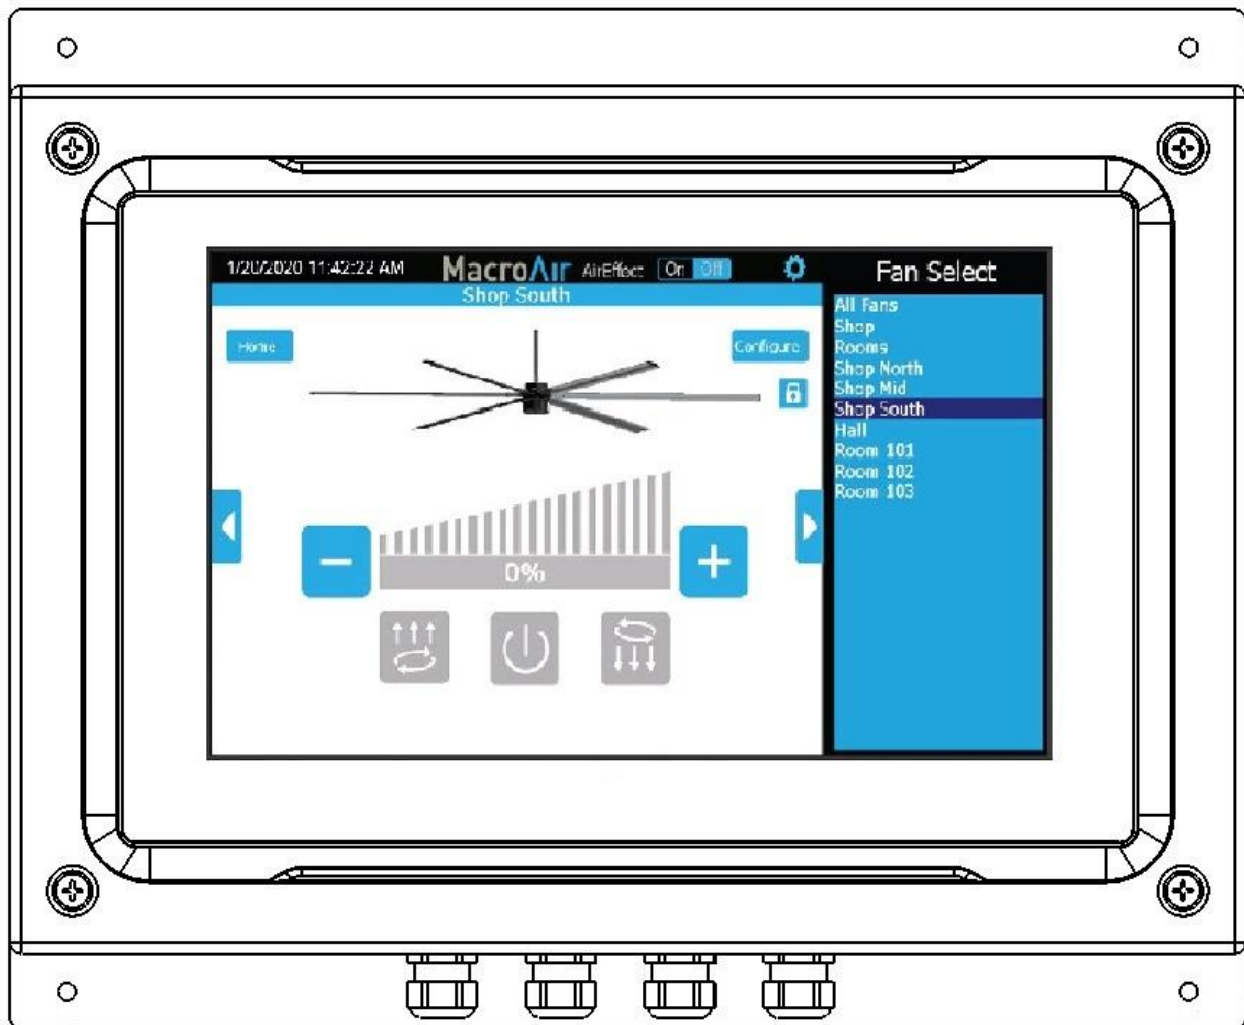 1/20/2020 11:42:22 AM MacroAir AirEffect On Off
Shop South
Home
Configure
0%
Fan Select
All Fans
Shop
Rooms
Shop North
Shop Mid
Shop South
Hall
Room 101
Room 102
Room 103